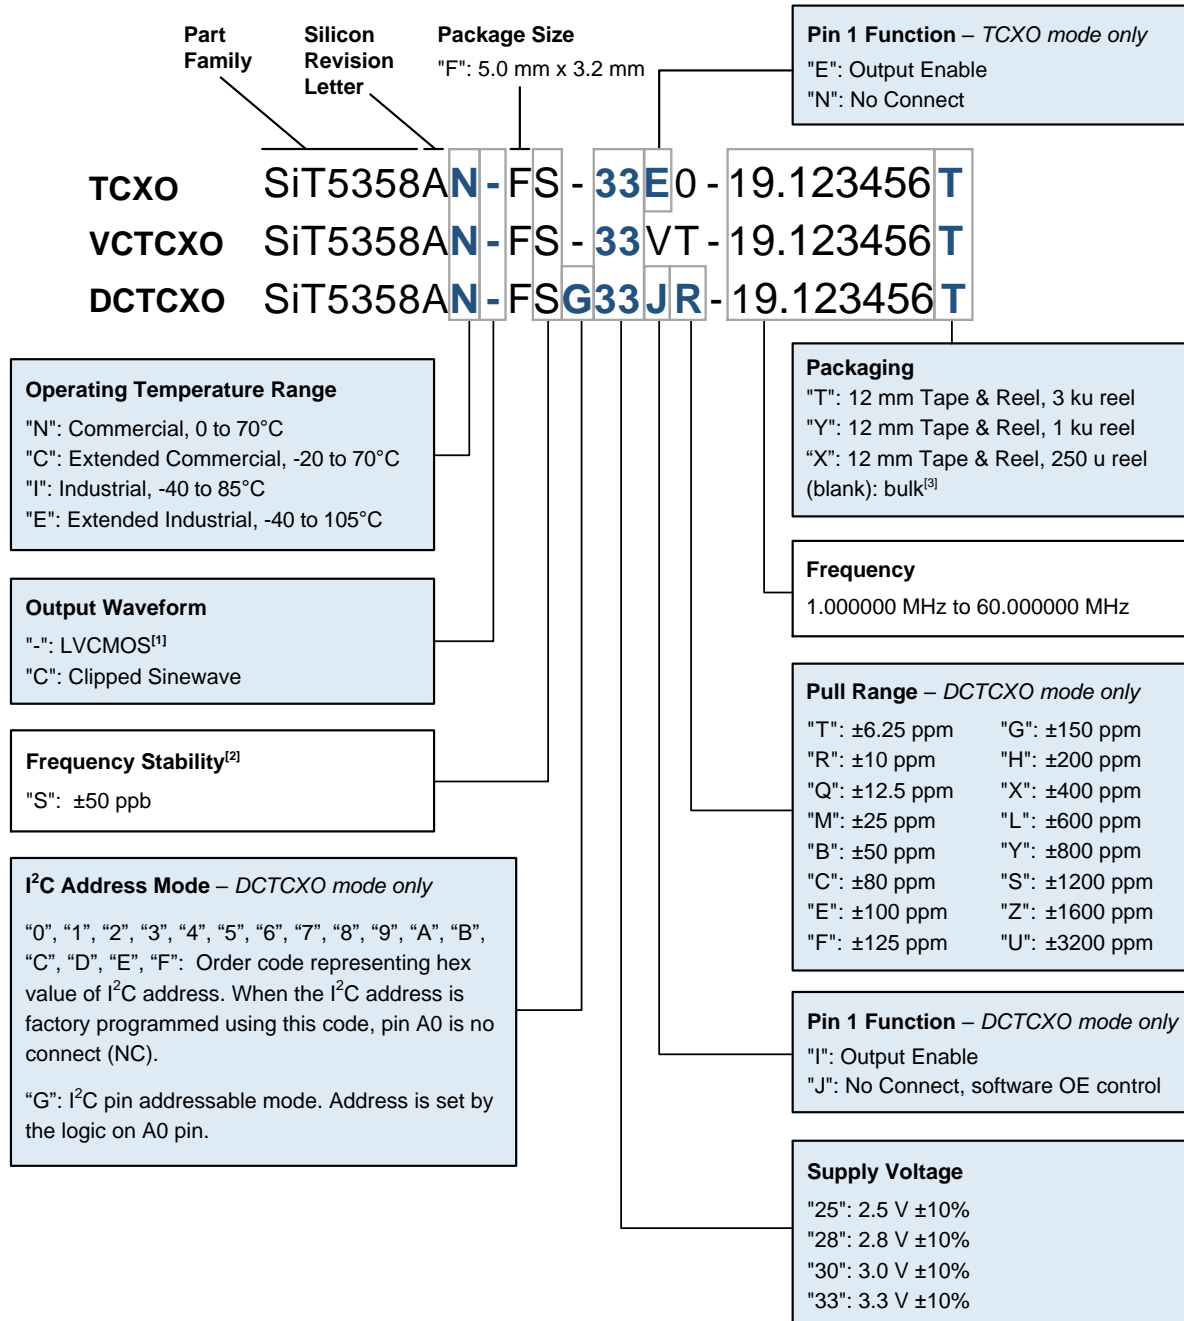 Part Family
Silicon Revision Letter
Package Size
"F": 5.0 mm x 3.2 mm
Pin 1 Function – TCXO mode only
"E": Output Enable
"N": No Connect
TCXO SiT5358AN-FS-33E0-19.123456T
VCTCXO SiT5358AN-FS-33VT-19.123456T
DCTCXO SiT5358AN-FSG33JR-19.123456T
Operating Temperature Range
"N": Commercial, 0 to 70°C
"C": Extended Commercial, -20 to 70°C
"I": Industrial, -40 to 85°C
"E": Extended Industrial, -40 to 105°C
Output Waveform
"-": LVCMOS[1]
"C": Clipped Sinewave
Frequency Stability[2]
"S": ±50 ppb
I2C Address Mode – DCTCXO mode only
“0”, “1”, “2”, “3”, “4”, “5”, “6”, “7”, “8”, “9”, “A”, “B”,
“C”, “D”, “E”, “F”: Order code representing hex
value of I2C address. When the I2C address is
factory programmed using this code, pin A0 is no
connect (NC).
“G”: I2C pin addressable mode. Address is set by
the logic on A0 pin.
Packaging
"T": 12 mm Tape & Reel, 3 ku reel
"Y": 12 mm Tape & Reel, 1 ku reel
“X”: 12 mm Tape & Reel, 250 u reel
(blank): bulk[3]
Frequency
1.000000 MHz to 60.000000 MHz
Pull Range – DCTCXO mode only
"T": ±6.25 ppm "G": ±150 ppm
"R": ±10 ppm "H": ±200 ppm
"Q": ±12.5 ppm "X": ±400 ppm
"M": ±25 ppm "L": ±600 ppm
"B": ±50 ppm "Y": ±800 ppm
"C": ±80 ppm "S": ±1200 ppm
"E": ±100 ppm "Z": ±1600 ppm
"F": ±125 ppm "U": ±3200 ppm
Pin 1 Function – DCTCXO mode only
"I": Output Enable
"J": No Connect, software OE control
Supply Voltage
"25": 2.5 V ±10%
"28": 2.8 V ±10%
"30": 3.0 V ±10%
"33": 3.3 V ±10%